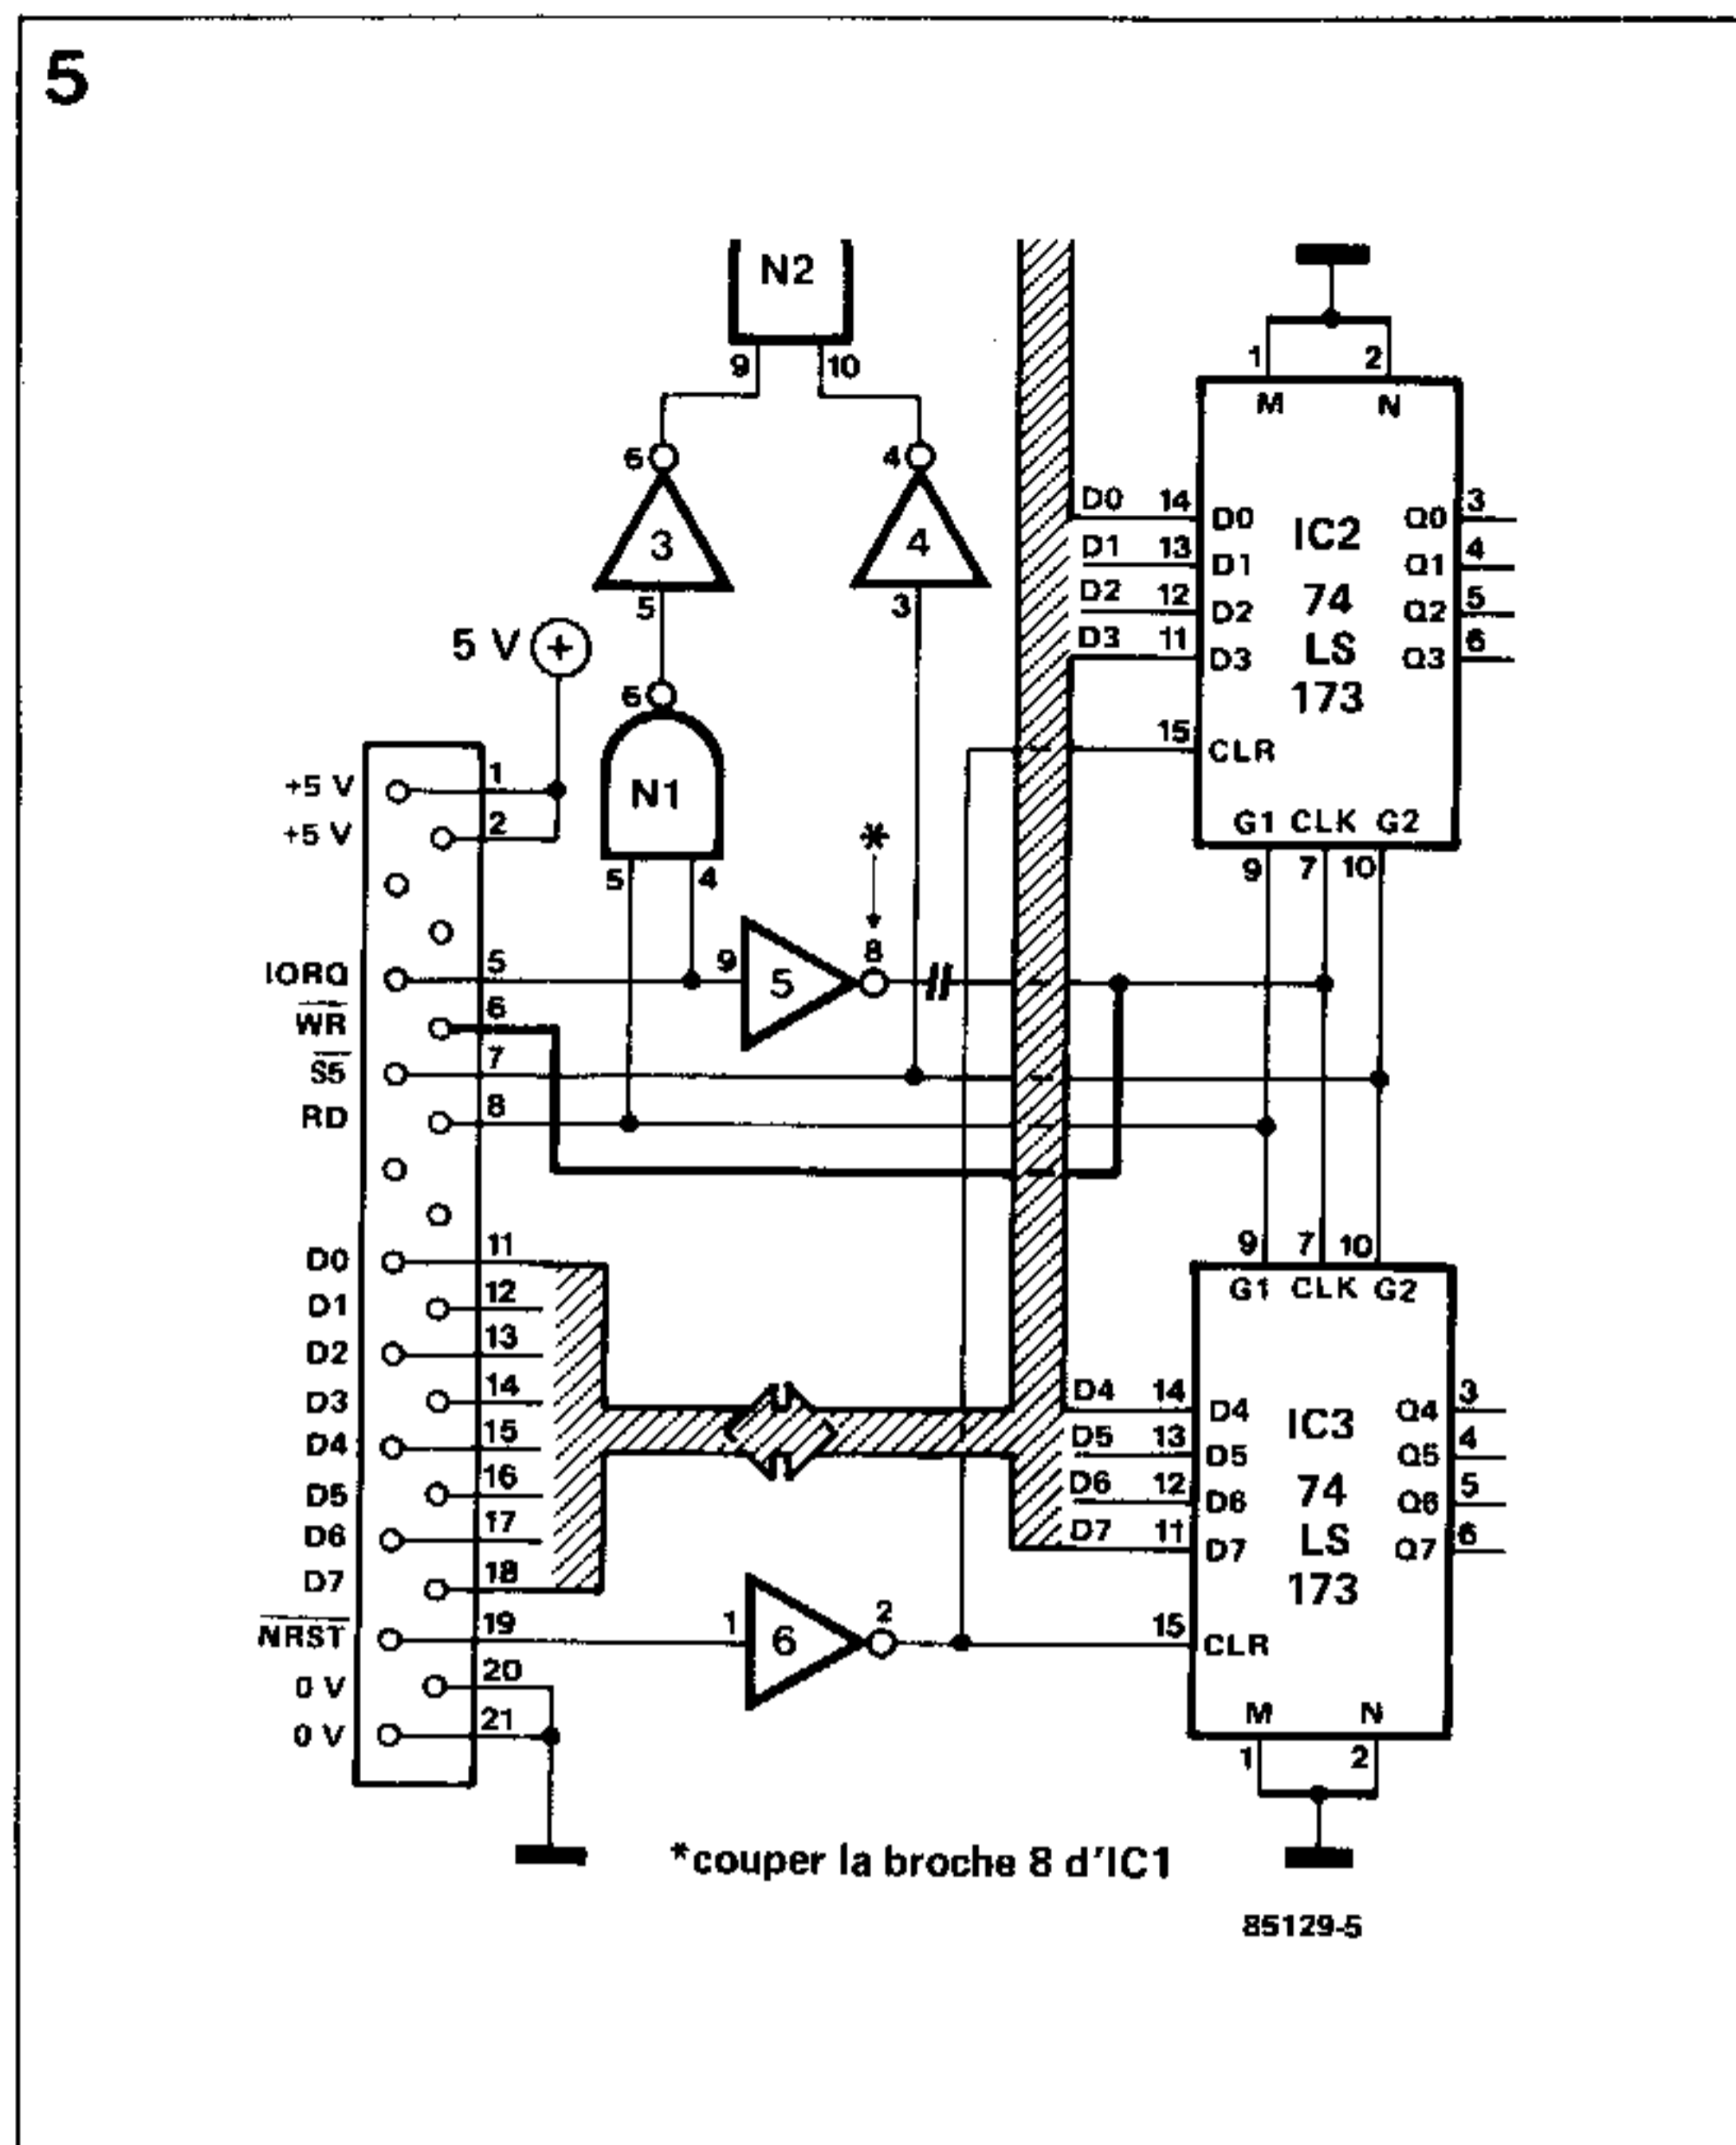 5
N2
9 10
6 4
3 4
5 3
5 V +
6
N1
5 4
*
8
5
9
+5 V 1
+5 V 2
IORQ 5
WR 6
S5 7
RD 8
D0 11
D1 12
D2 13
D3 14
D4 15
D5 16
D6 17
D7 18
NRST 19
0 V 20
0 V 21
1 6 2
1 2
M N
D0 14 D0 Q0 3
D1 13 D1 Q1 4
D2 12 D2 Q2 5
D3 11 D3 Q3 6
IC2
74
LS
173
15 CLR
G1 CLK G2
9 7 10
9 7 10
G1 CLK G2
D4 14 D4 Q4 3
D5 13 D5 Q5 4
D6 12 D6 Q6 5
D7 11 D7 Q7 6
IC3
74
LS
173
15 CLR
M N
1 2
*couper la broche 8 d'IC1
85129-5